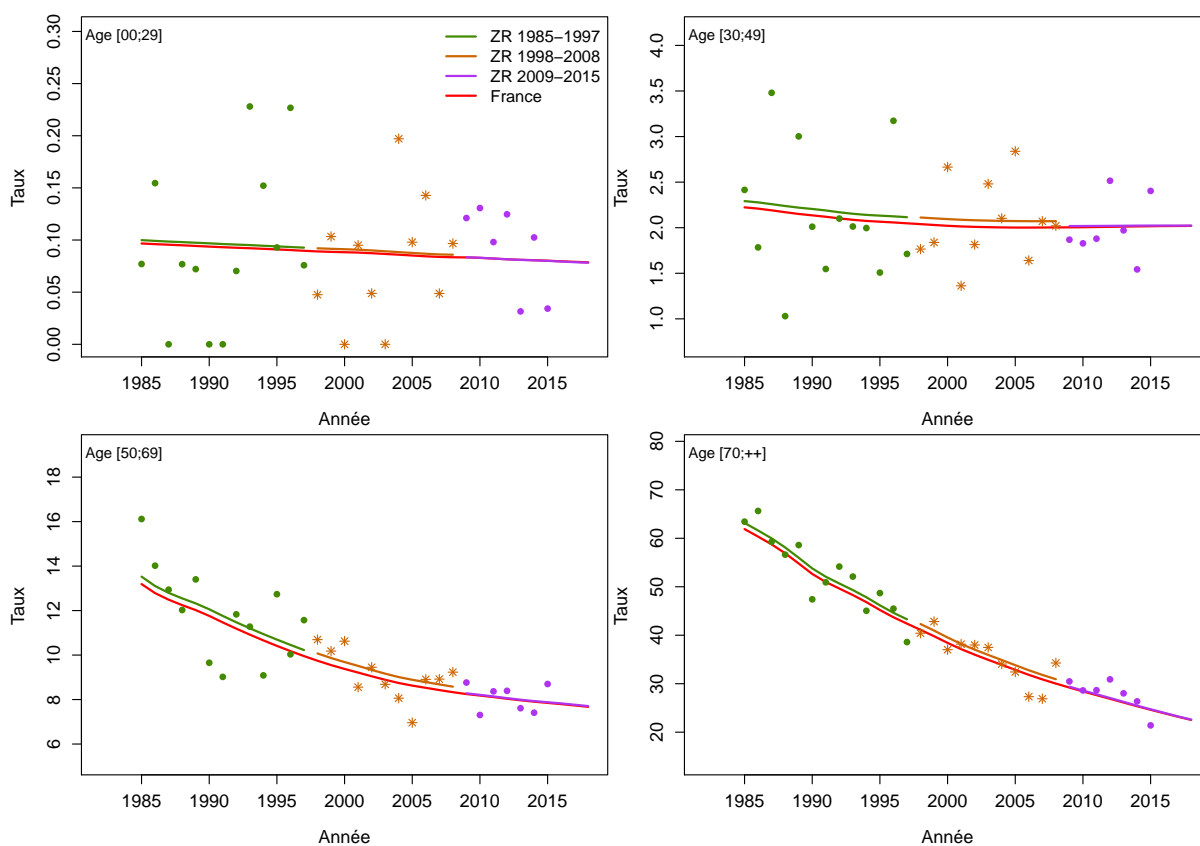 Age [00;29]
ZR 1985–1997
ZR 1998–2008
ZR 2009–2015
France
0.30
0.25
0.20
0.15
0.10
0.05
0.00
Taux
1985 1990 1995 2000 2005 2010 2015
Année
Age [30;49]
4.0
3.5
3.0
2.5
2.0
1.5
1.0
Taux
1985 1990 1995 2000 2005 2010 2015
Année
Age [50;69]
18
16
14
12
10
8
6
Taux
1985 1990 1995 2000 2005 2010 2015
Année
Age [70;++]
80
70
60
50
40
30
20
Taux
1985 1990 1995 2000 2005 2010 2015
Année